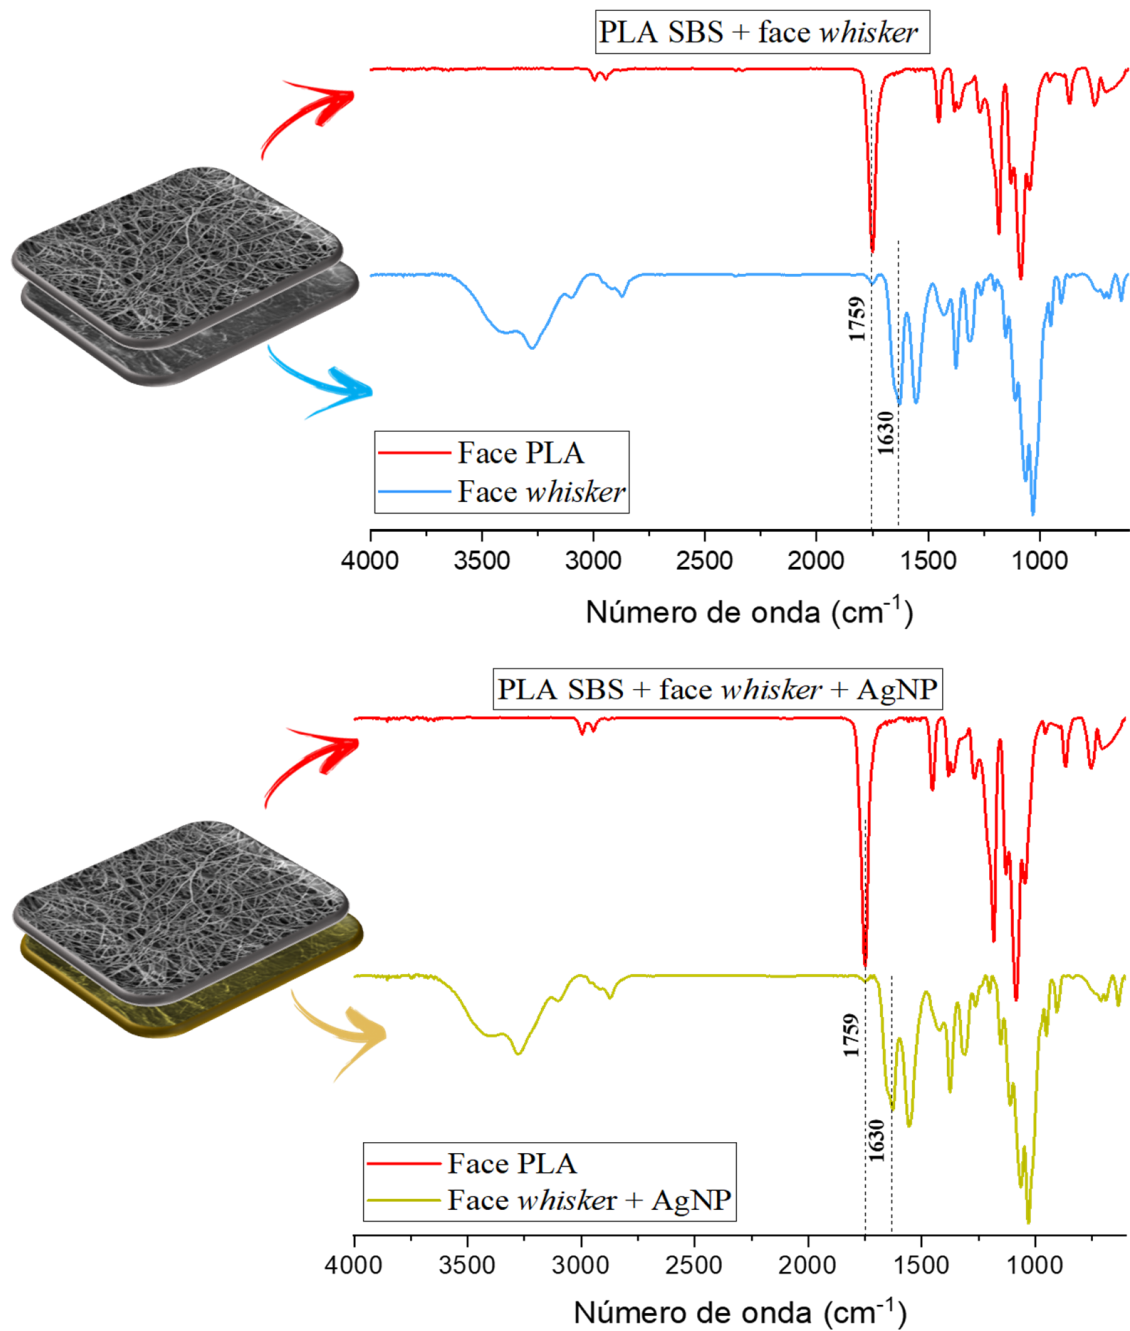 PLA SBS + face whisker
1759
1630
Face PLA
Face whisker
4000 3500 3000 2500 2000 1500 1000
Número de onda (cm-1)
PLA SBS + face whisker + AgNP
1759
1630
Face PLA
Face whisker + AgNP
4000 3500 3000 2500 2000 1500 1000
Número de onda (cm-1)